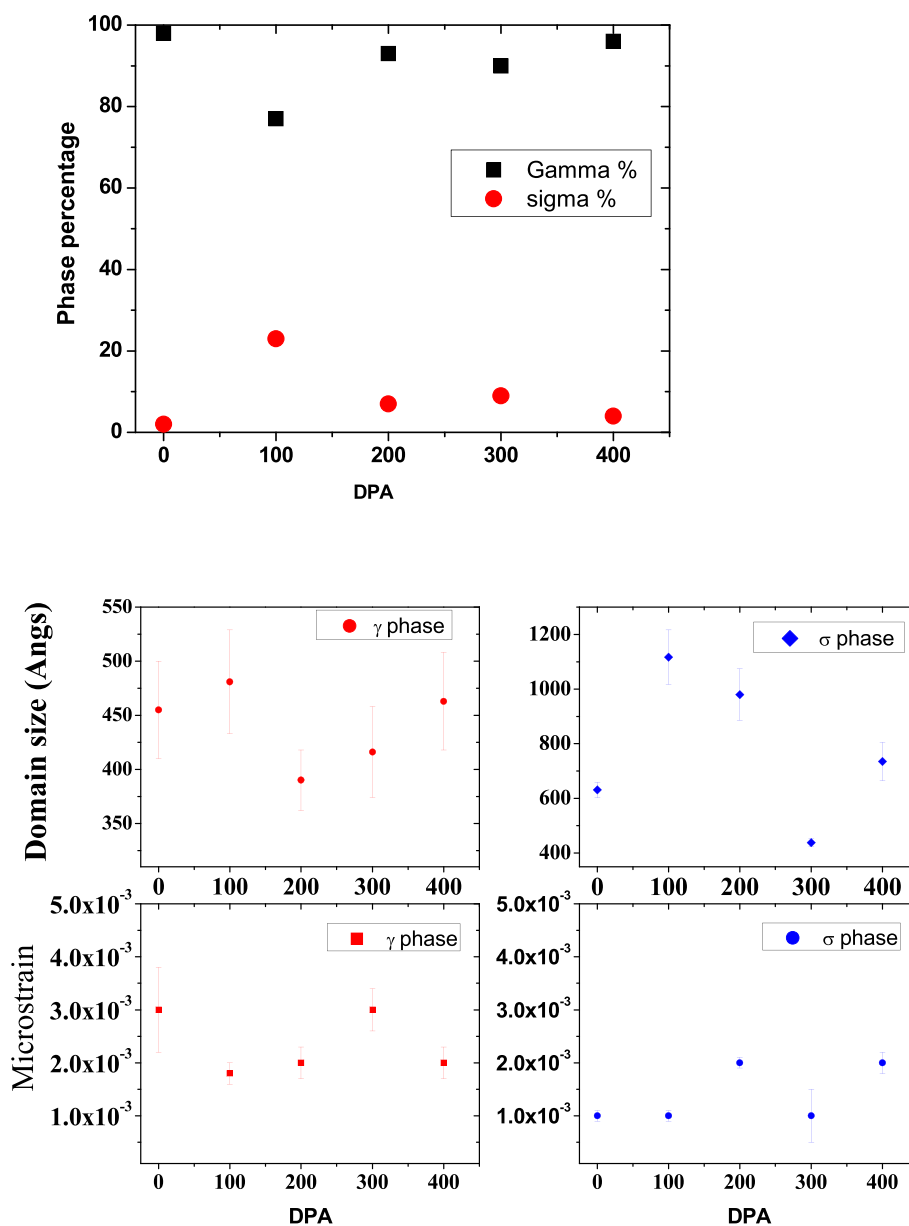 100
80
60
40
20
0
Phase percentage
Gamma %
sigma %
0 100 200 300 400
DPA
Domain size (Angs)
550
500
450
400
350
γ phase
0 100 200 300 400
1200
1000
800
600
400
σ phase
0 100 200 300 400
Microstrain
5.0x10⁻³
4.0x10⁻³
3.0x10⁻³
2.0x10⁻³
1.0x10⁻³
γ phase
0 100 200 300 400
DPA
5.0x10⁻³
4.0x10⁻³
3.0x10⁻³
2.0x10⁻³
1.0x10⁻³
σ phase
0 100 200 300 400
DPA